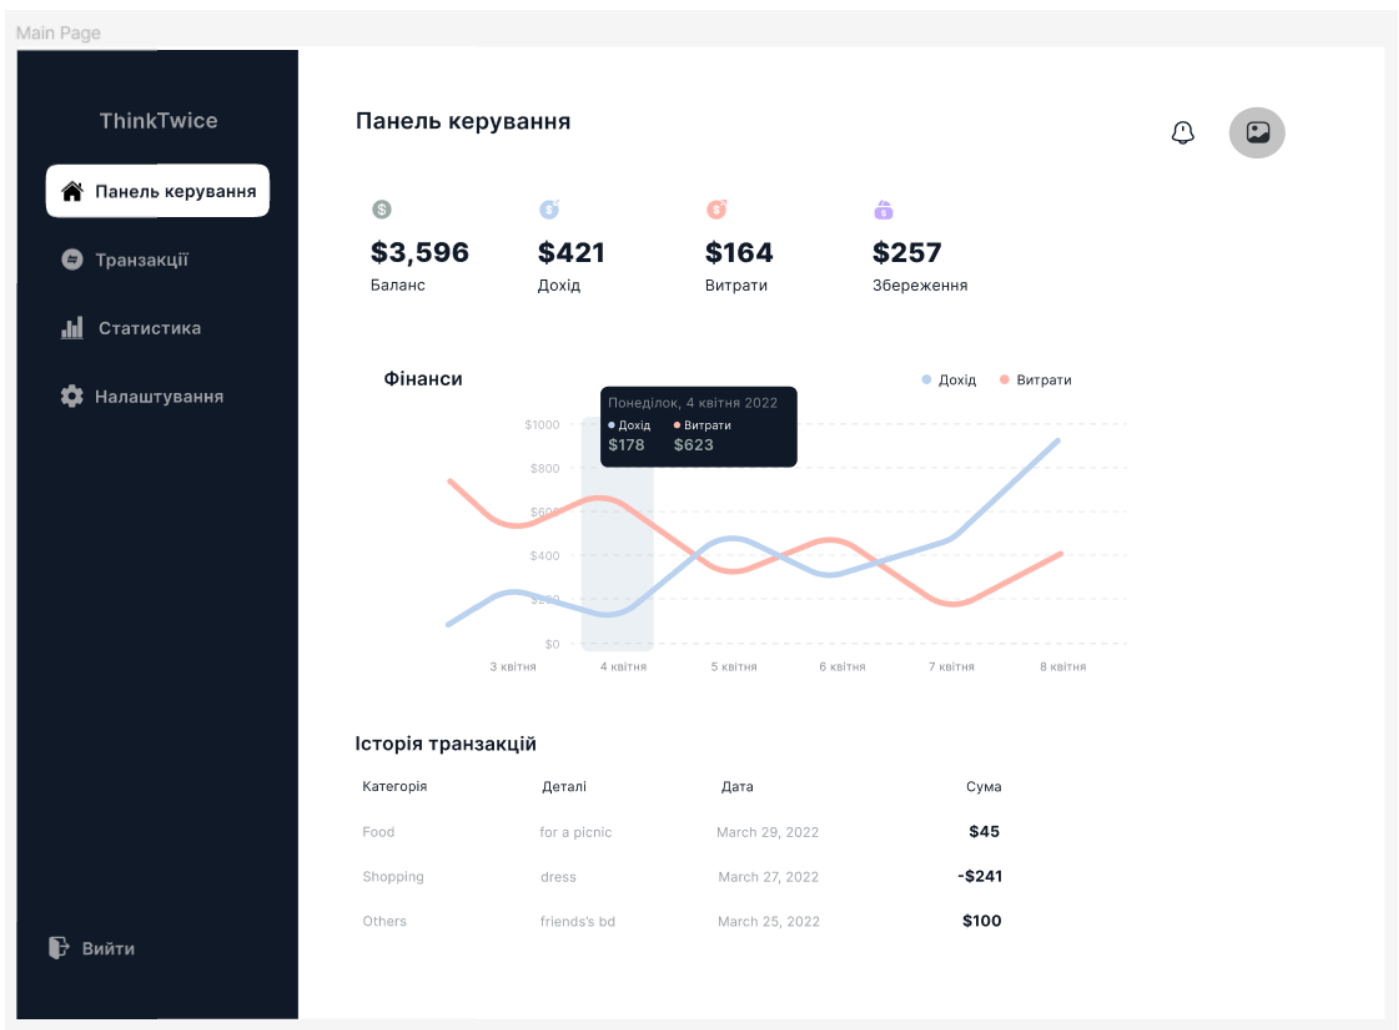 Main Page
ThinkTwice
Панель керування
Транзакції
Статистика
Налаштування
Вийти
Панель керування
$3,596 $421 $164 $257
Баланс Дохід Витрати Збереження
Фінанси
Дохід Витрати
Понеділок, 4 квітня 2022
Дохід Витрати
$178 $623
$1000
$800
$600
$400
$200
$0
3 квітня 4 квітня 5 квітня 6 квітня 7 квітня 8 квітня
Історія транзакцій
Категорія Деталі Дата Сума
Food for a picnic March 29, 2022 $45
Shopping dress March 27, 2022 -$241
Others friends's bd March 25, 2022 $100